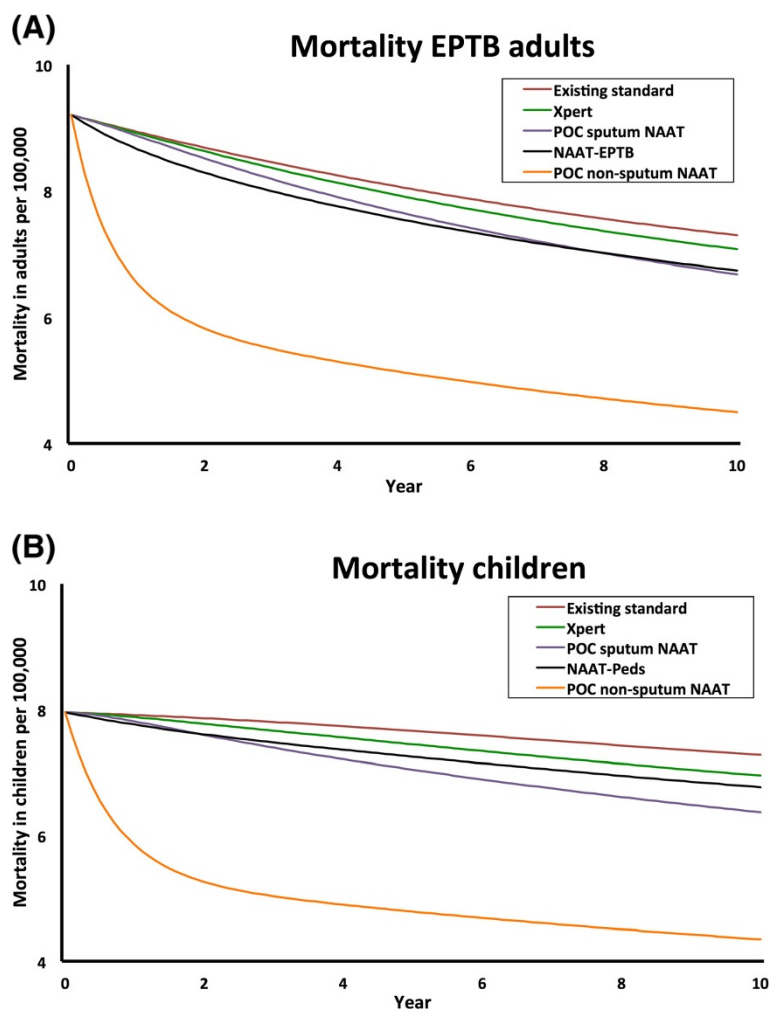 (A)
Mortality EPTB adults
10
8
6
4
Mortality in adults per 100,000
Existing standard
Xpert
POC sputum NAAT
NAAT-EPTB
POC non-sputum NAAT
0 2 4 6 8 10
Year
(B)
Mortality children
10
8
6
4
Mortality in children per 100,000
Existing standard
Xpert
POC sputum NAAT
NAAT-Peds
POC non-sputum NAAT
0 2 4 6 8 10
Year